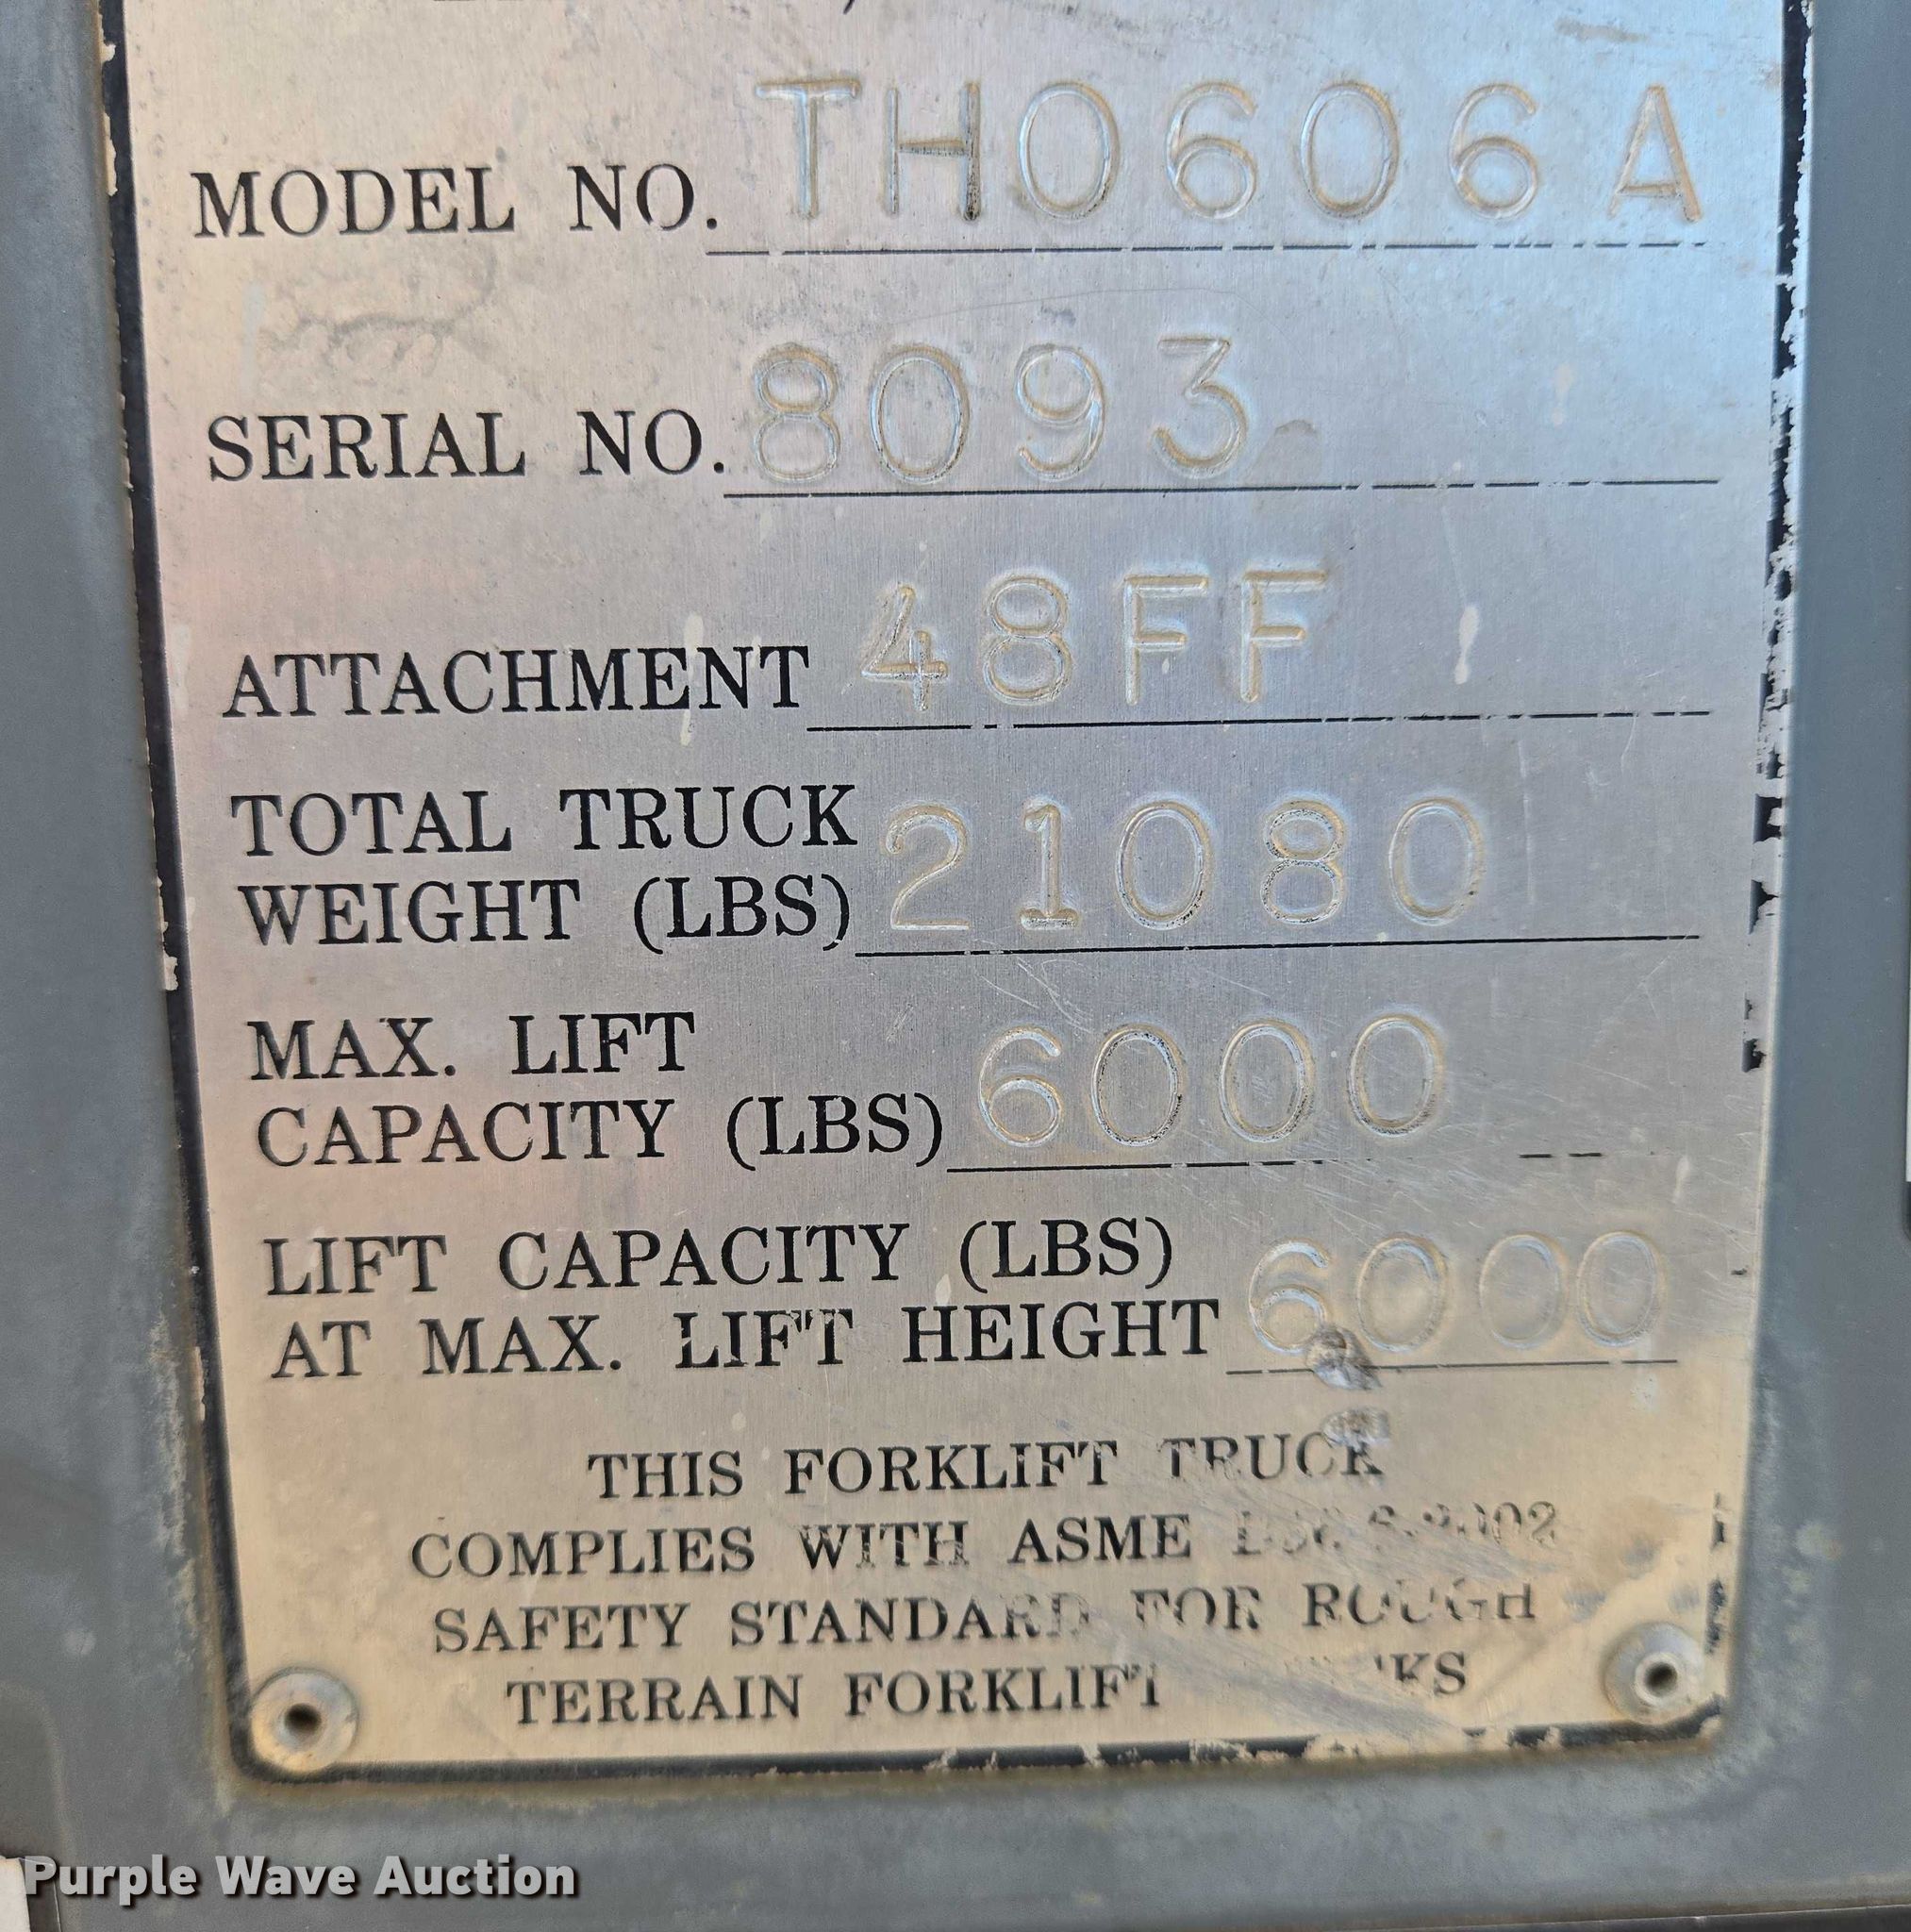 MODEL NO. TH0606A
SERIAL NO. 8093
ATTACHMENT 48FF
TOTAL TRUCK
WEIGHT (LBS) 21080
MAX. LIFT
CAPACITY (LBS) 6000
LIFT CAPACITY (LBS)
AT MAX. LIFT HEIGHT 6000
THIS FORKLIFT TRUCK
COMPLIES WITH ASME
SAFETY STANDARD FOR ROUGH
TERRAIN FORKLIFT
Purple Wave Auction